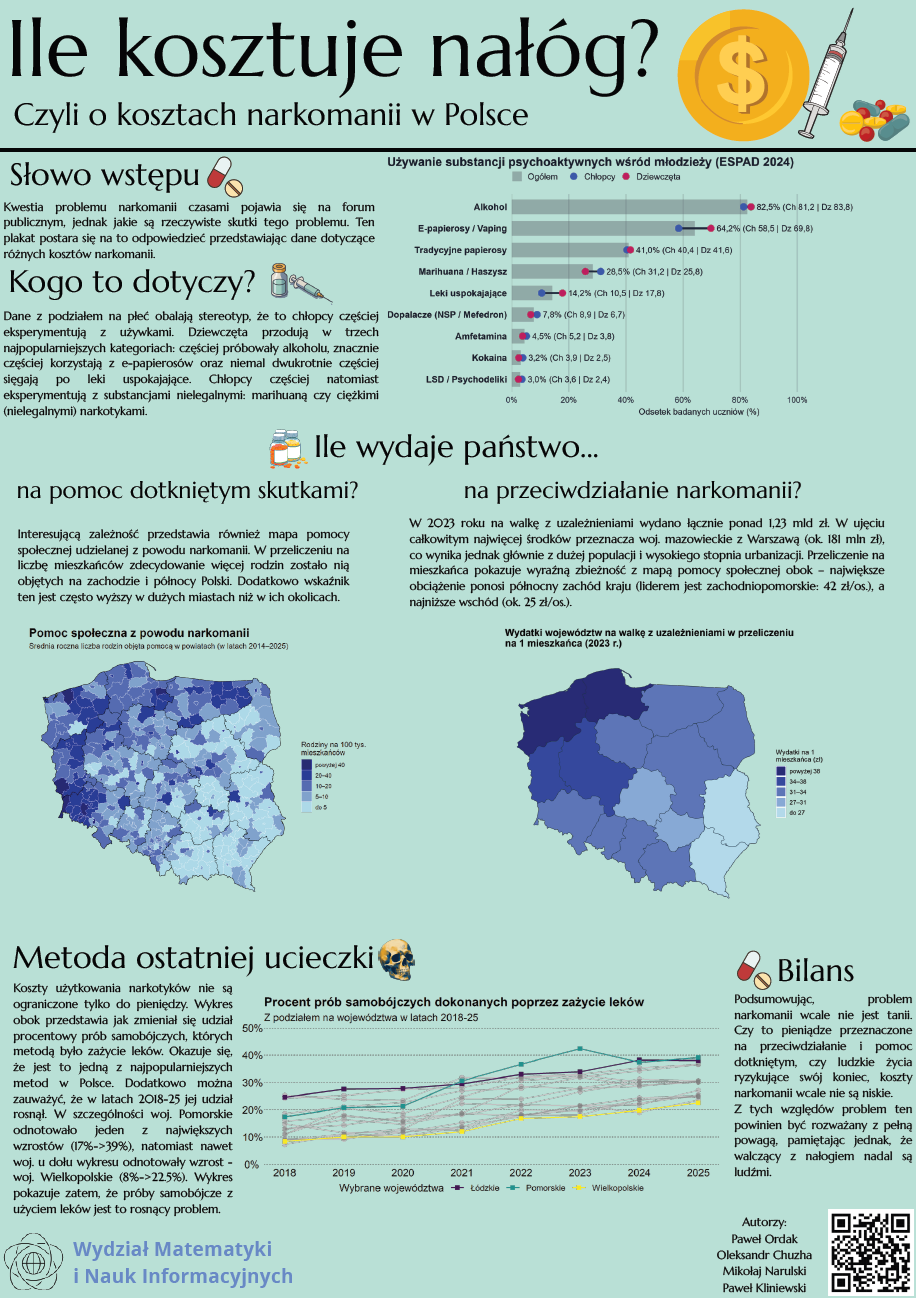 Ile kosztuje nałóg?
Czyli o kosztach narkomanii w Polsce
Słowo wstępu
Kwestia problemu narkomanii czasami pojawia się na forum
publicznym, jednak jakie są rzeczywiste skutki tego problemu. Ten
plakat postara się na to odpowiedzieć przedstawiając dane dotyczące
różnych kosztów narkomanii.
Kogo to dotyczy?
Dane z podziałem na płeć obalają stereotyp, że to chłopcy częściej
eksperymentują z używkami. Dziewczęta przodują w trzech
najpopularniejszych kategoriach: częściej próbowały alkoholu, znacznie
częściej korzystają z e-papierosów oraz niemal dwukrotnie częściej
sięgają po leki uspokajające. Chłopcy częściej natomiast
eksperymentują z substancjami nielegalnymi: marihuaną czy ciężkimi
(nielegalnymi) narkotykami.
Używanie substancji psychoaktywnych wśród młodzieży (ESPAD 2024)
Ogółem Chłopcy Dziewczęta
Alkohol 82,5% (Ch 81,2 | Dz 83,8)
E-papierosy / Vaping 64,2% (Ch 58,5 | Dz 69,8)
Tradycyjne papierosy 41,0% (Ch 40,4 | Dz 41,6)
Marihuana / Haszysz 28,5% (Ch 31,2 | Dz 25,8)
Leki uspokajające 14,2% (Ch 10,5 | Dz 17,8)
Dopalacze (NSP / Mefedron) 7,8% (Ch 8,9 | Dz 6,7)
Amfetamina 4,5% (Ch 5,2 | Dz 3,8)
Kokaina 3,2% (Ch 3,9 | Dz 2,5)
LSD / Psychodeliki 3,0% (Ch 3,6 | Dz 2,4)
0% 20% 40% 60% 80% 100%
Odsetek badanych uczniów (%)
Ile wydaje państwo...
na pomoc dotkniętym skutkami?
Interesującą zależność przedstawia również mapa pomocy
społecznej udzielanej z powodu narkomanii. W przeliczeniu na
liczbę mieszkańców zdecydowanie więcej rodzin zostało nią
objętych na zachodzie i północy Polski. Dodatkowo wskaźnik
ten jest często wyższy w dużych miastach niż w ich okolicach.
na przeciwdziałanie narkomanii?
W 2023 roku na walkę z uzależnieniami wydano łącznie ponad 1,23 mld zł. W ujęciu
całkowitym najwięcej środków przeznacza woj. mazowieckie z Warszawą (ok. 181 mln zł),
co wynika jednak głównie z dużej populacji i wysokiego stopnia urbanizacji. Przeliczenie na
mieszkańca pokazuje wyraźną zbieżność z mapą pomocy społecznej obok – największe
obciążenie ponosi północny zachód kraju (liderem jest zachodniopomorskie: 42 zł/os.), a
najniższe wschód (ok. 25 zł/os.).
Pomoc społeczna z powodu narkomanii
Średnia roczna liczba rodzin objęta pomocą w powiatach (w latach 2014–2025)
Rodziny na 100 tys.
mieszkańców
powyżej 40
20–40
10–20
5–10
do 5
Wydatki województw na walkę z uzależnieniami w przeliczeniu
na 1 mieszkańca (2023 r.)
Wydatki na 1
mieszkańca (zł)
powyżej 38
34–38
31–34
27–31
do 27
Metoda ostatniej ucieczki
Koszty użytkowania narkotyków nie są
ograniczone tylko do pieniędzy. Wykres
obok przedstawia jak zmieniał się udział
procentowy prób samobójczych, których
metodą było zażycie leków. Okazuje się,
że jest to jedną z najpopularniejszych
metod w Polsce. Dodatkowo można
zauważyć, że w latach 2018-25 jej udział
rosnął. W szczególności woj. Pomorskie
odnotowało jeden z największych
wzrostów (17%->39%), natomiast nawet
woj. u dołu wykresu odnotowały wzrost -
woj. Wielkopolskie (8%->22.5%). Wykres
pokazuje zatem, że próby samobójcze z
użyciem leków jest to rosnący problem.
Procent prób samobójczych dokonanych poprzez zażycie leków
Z podziałem na województwa w latach 2018-25
50%
40%
30%
20%
10%
0%
2018 2019 2020 2021 2022 2023 2024 2025
Wybrane województwa Łódzkie Pomorskie Wielkopolskie
Bilans
Podsumowując, problem
narkomanii wcale nie jest tanii.
Czy to pieniądze przeznaczone
na przeciwdziałanie i pomoc
dotkniętym, czy ludzkie życia
ryzykujące swój koniec, koszty
narkomanii wcale nie są niskie.
Z tych względów problem ten
powinien być rozważany z pełną
powagą, pamiętając jednak, że
walczący z nałogiem nadal są
ludźmi.
Wydział Matematyki
i Nauk Informacyjnych
Autorzy:
Paweł Ordak
Oleksandr Chuzha
Mikołaj Narulski
Paweł Kliniewski